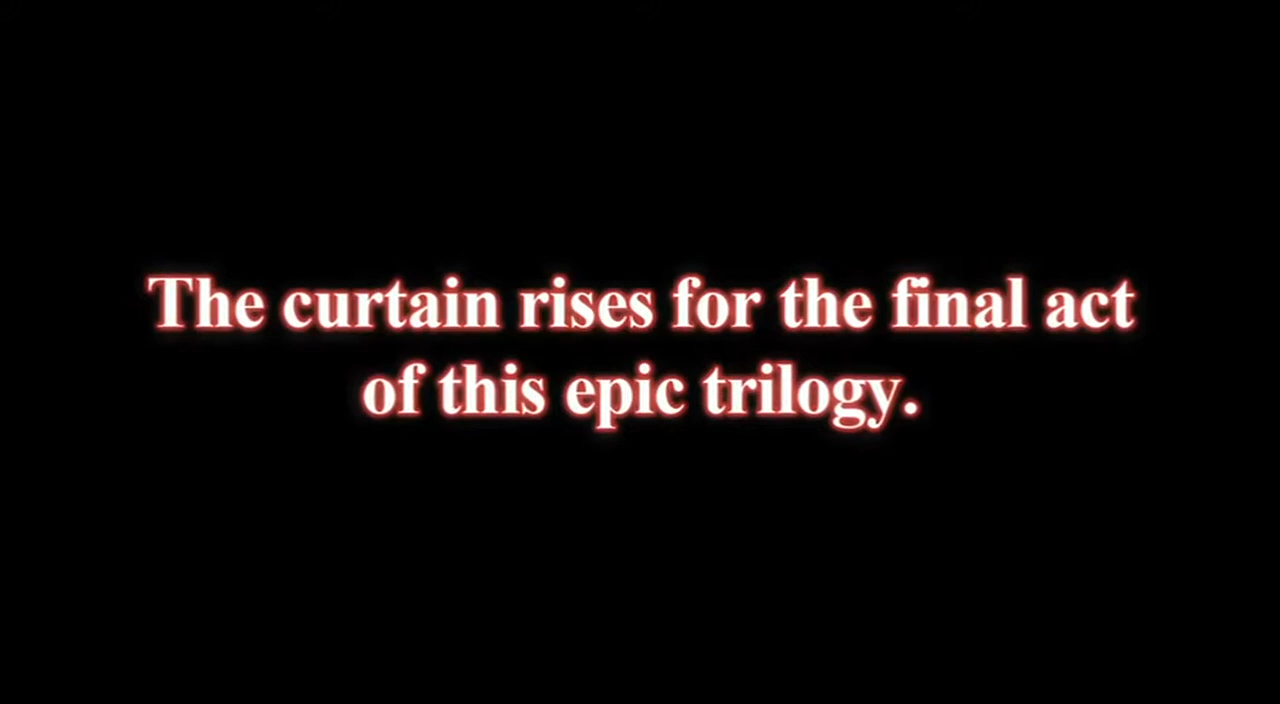 The curtain rises for the final act
of this epic trilogy.